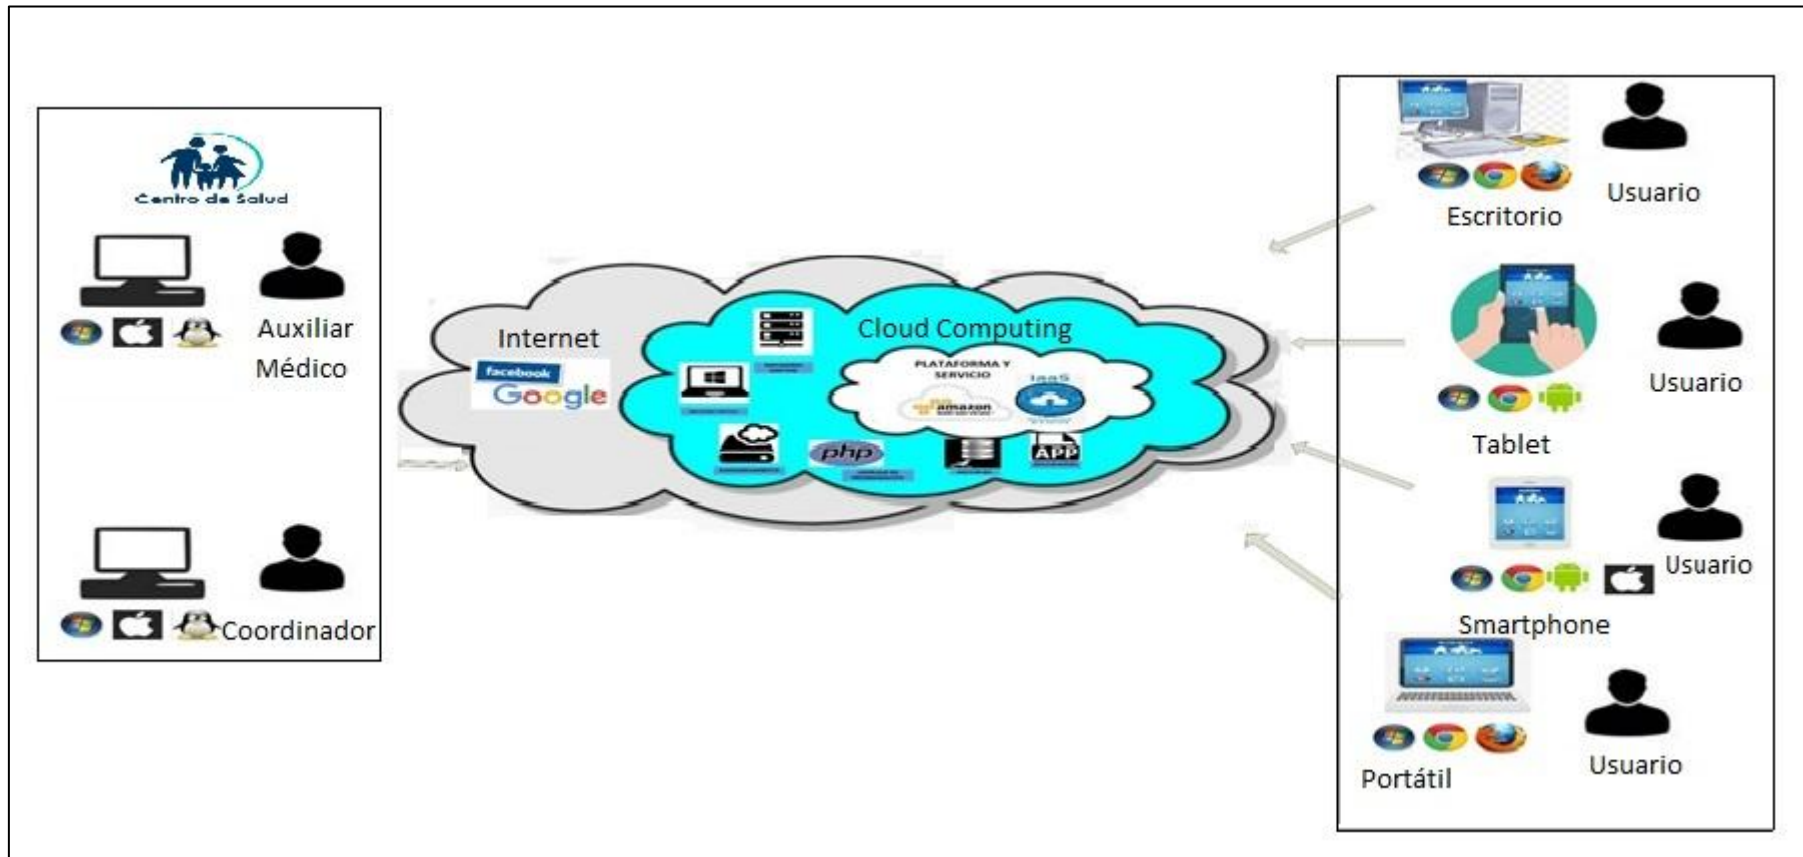 Centro de Salud
Auxiliar
Médico
Coordinador
Internet
facebook
Google
Cloud Computing
PLATAFORMA Y
SERVICIO
amazon
IaaS
php
APP
Usuario
Escritorio
Usuario
Tablet
Usuario
Smartphone
Usuario
Portátil